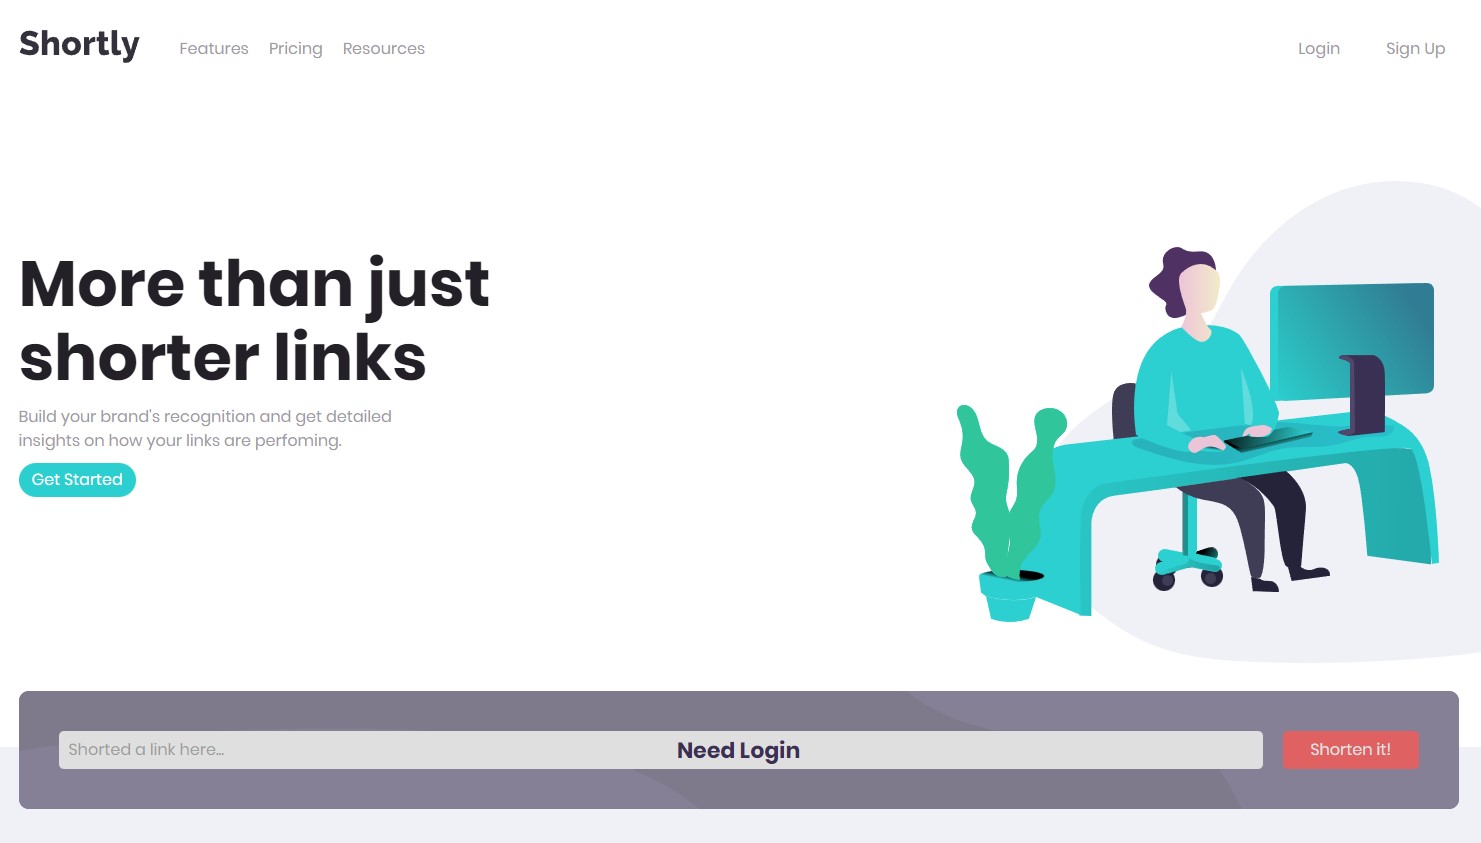 Shortly
Features Pricing Resources
Login Sign Up
More than just
shorter links
Build your brand's recognition and get detailed
insights on how your links are perfoming.
Get Started
Shorted a link here...
Need Login
Shorten it!